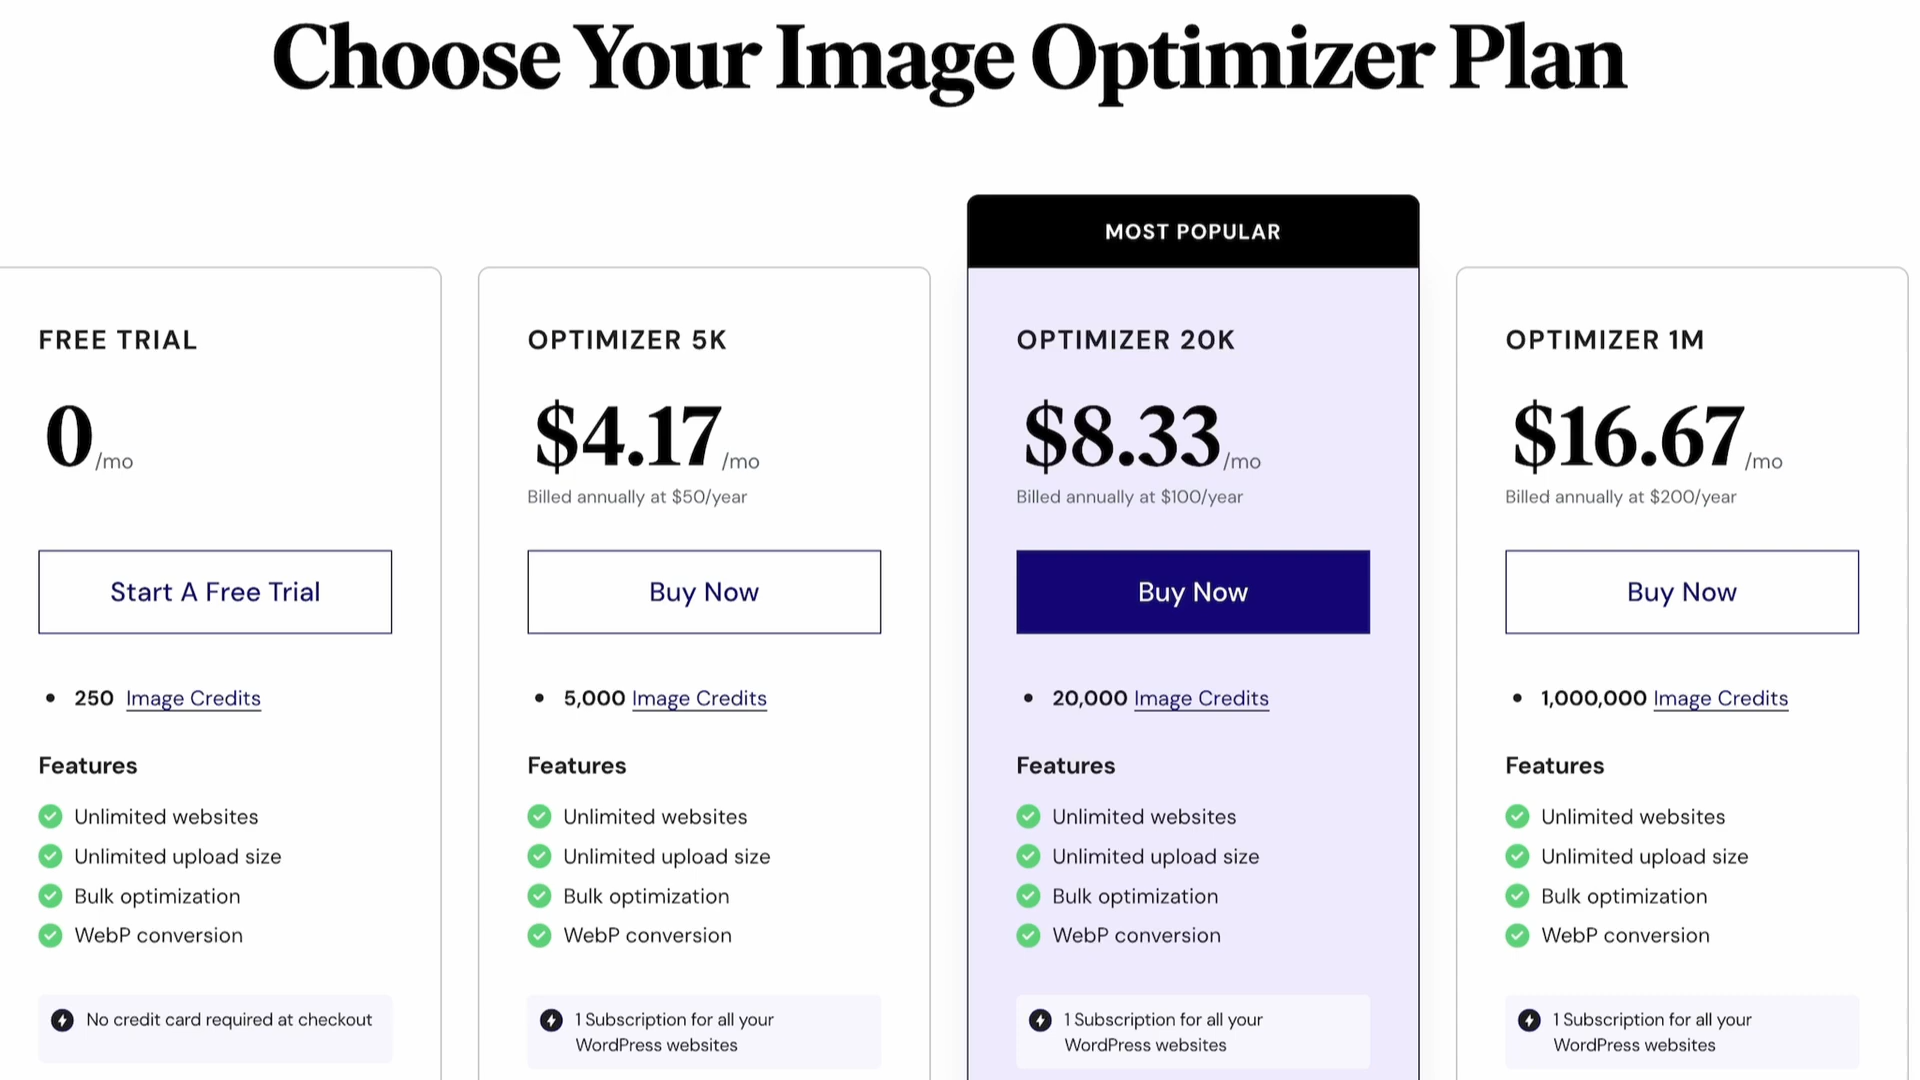 Choose Your Image Optimizer Plan
FREE TRIAL
0/mo
Start A Free Trial
250 Image Credits
Features
Unlimited websites
Unlimited upload size
Bulk optimization
WebP conversion
No credit card required at checkout
OPTIMIZER 5K
$4.17/mo
Billed annually at $50/year
Buy Now
5,000 Image Credits
Features
Unlimited websites
Unlimited upload size
Bulk optimization
WebP conversion
1 Subscription for all your
WordPress websites
MOST POPULAR
OPTIMIZER 20K
$8.33/mo
Billed annually at $100/year
Buy Now
20,000 Image Credits
Features
Unlimited websites
Unlimited upload size
Bulk optimization
WebP conversion
1 Subscription for all your
WordPress websites
OPTIMIZER 1M
$16.67/mo
Billed annually at $200/year
Buy Now
1,000,000 Image Credits
Features
Unlimited websites
Unlimited upload size
Bulk optimization
WebP conversion
1 Subscription for all your
WordPress websites